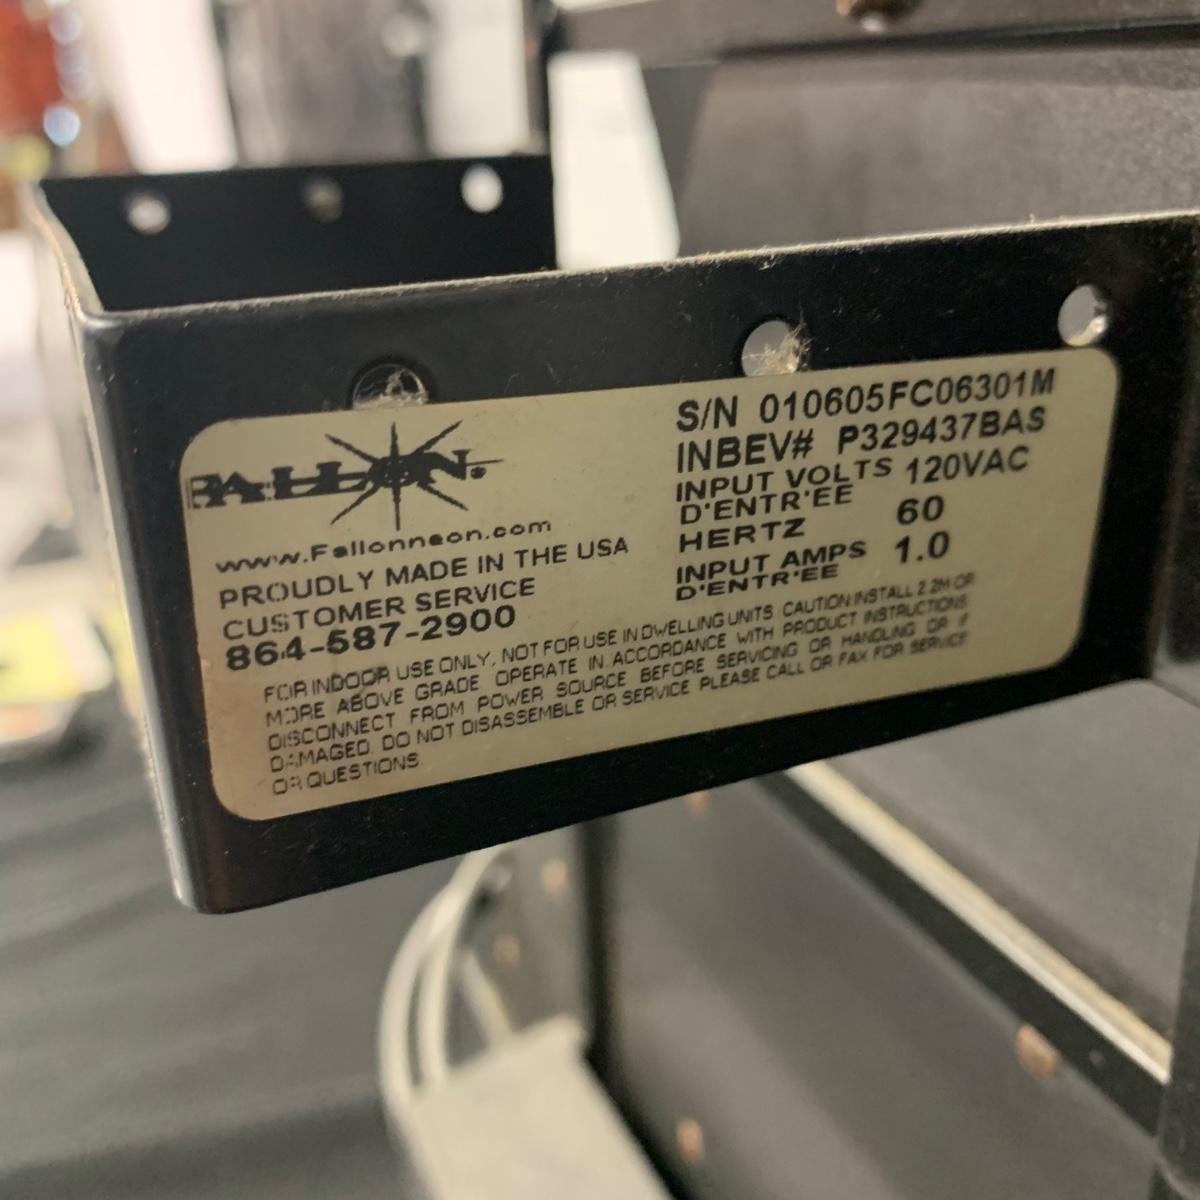 FALLON.
www.Fallonneon.com
PROUDLY MADE IN THE USA
CUSTOMER SERVICE
864-587-2900
S/N 010605FC06301M
INBEV# P329437BAS
INPUT VOLTS 120VAC
D'ENTR'EE
HERTZ 60
INPUT AMPS 1.0
D'ENTR'EE
FOR INDOOR USE ONLY, NOT FOR USE IN DWELLING UNITS. CAUTION:INSTALL 2.2M OR
MORE ABOVE GRADE OPERATE IN ACCORDANCE WITH PRODUCT INSTRUCTIONS
DISCONNECT FROM POWER SOURCE BEFORE SERVICING OR HANDLING OR IF
DAMAGED. DO NOT DISASSEMBLE OR SERVICE PLEASE CALL OR FAX FOR SERVICE
OR QUESTIONS